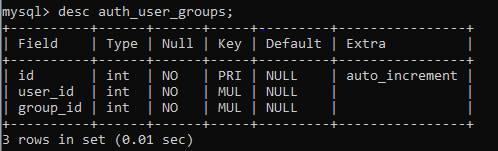 mysql> desc auth_user_groups;
+----------+------+------+-----+---------+----------------+
| Field    | Type | Null | Key | Default | Extra          |
+----------+------+------+-----+---------+----------------+
| id       | int  | NO   | PRI | NULL    | auto_increment |
| user_id  | int  | NO   | MUL | NULL    |                |
| group_id | int  | NO   | MUL | NULL    |                |
+----------+------+------+-----+---------+----------------+
3 rows in set (0.01 sec)